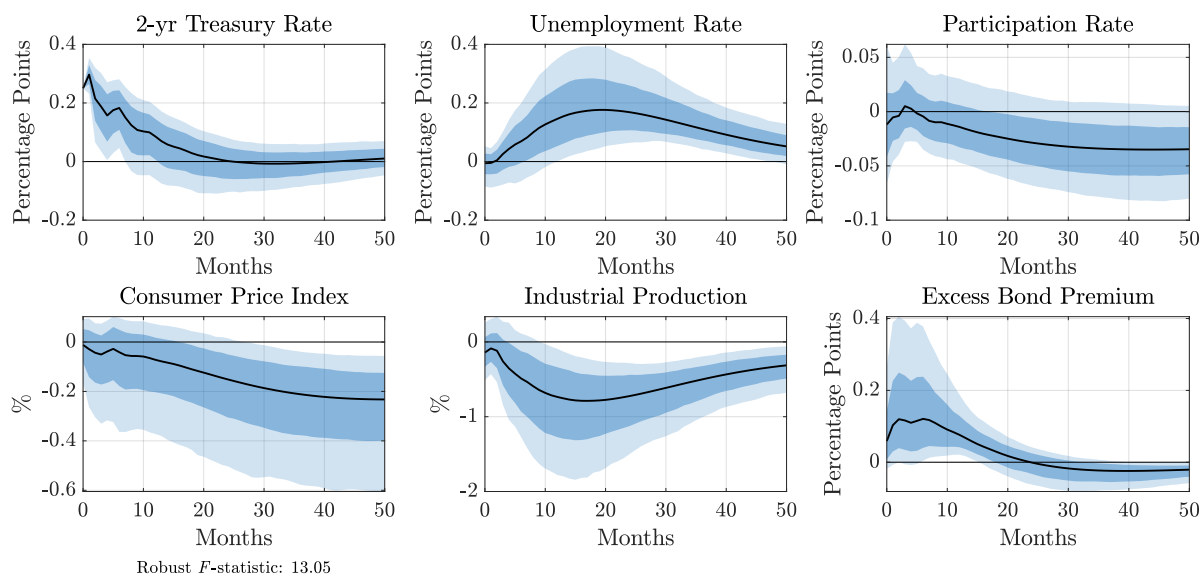 2-yr Treasury Rate
Percentage Points
0.4
0.2
0
-0.2
0 10 20 30 40 50
Months
Unemployment Rate
Percentage Points
0.4
0.2
0
-0.2
0 10 20 30 40 50
Months
Participation Rate
Percentage Points
0.05
0
-0.05
-0.1
0 10 20 30 40 50
Months
Consumer Price Index
%
0
-0.2
-0.4
-0.6
0 10 20 30 40 50
Months
Industrial Production
%
0
-1
-2
0 10 20 30 40 50
Months
Excess Bond Premium
Percentage Points
0.4
0.2
0
0 10 20 30 40 50
Months
Robust F-statistic: 13.05